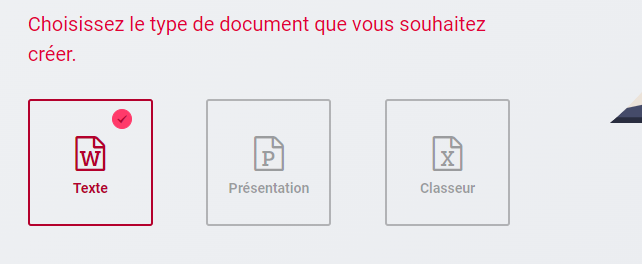 Choisissez le type de document que vous souhaitez
créer.
W P X
Texte Présentation Classeur